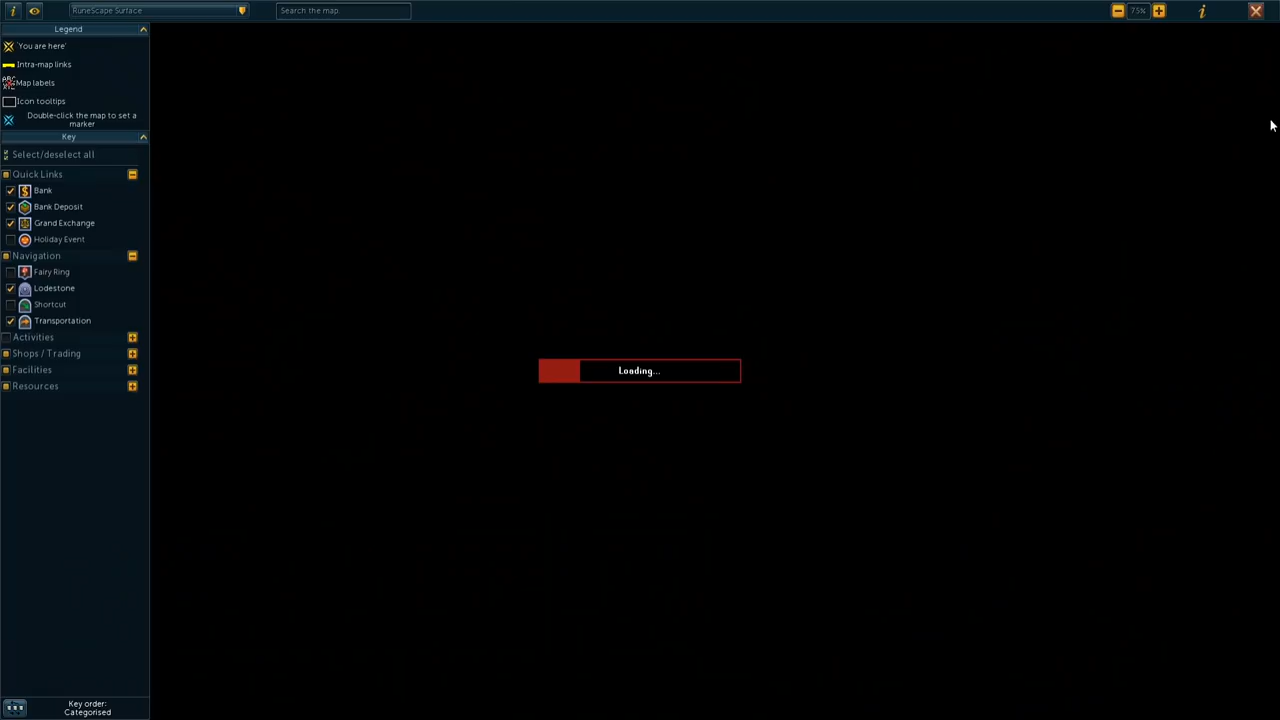 RuneScape Surface
Search the map.
75%
Legend
'You are here'
Intra-map links
Map labels
Icon tooltips
Double-click the map to set a
marker
Key
Select/deselect all
Quick Links
Bank
Bank Deposit
Grand Exchange
Holiday Event
Navigation
Fairy Ring
Lodestone
Shortcut
Transportation
Activities
Shops / Trading
Facilities
Resources
Loading...
Key order:
Categorised